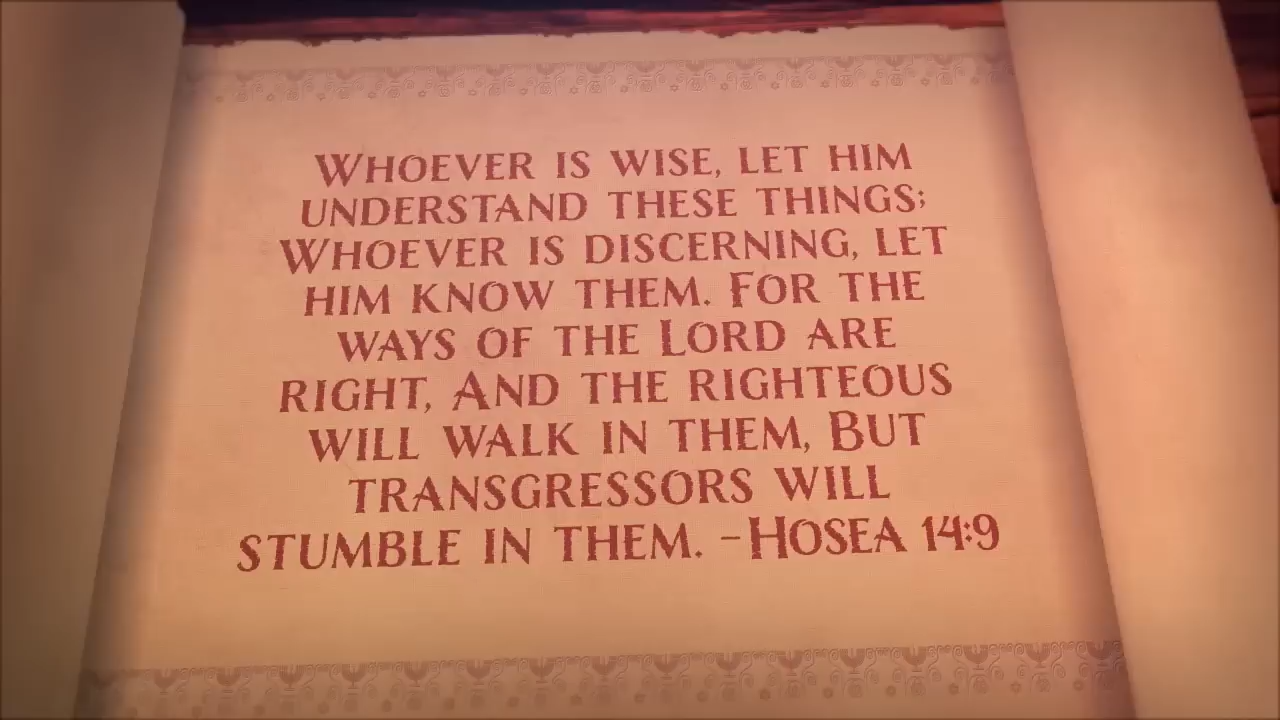 Whoever is wise, let him
understand these things;
Whoever is discerning, let
him know them. For the
ways of the Lord are
right, And the righteous
will walk in them, But
transgressors will
stumble in them. -Hosea 14:9